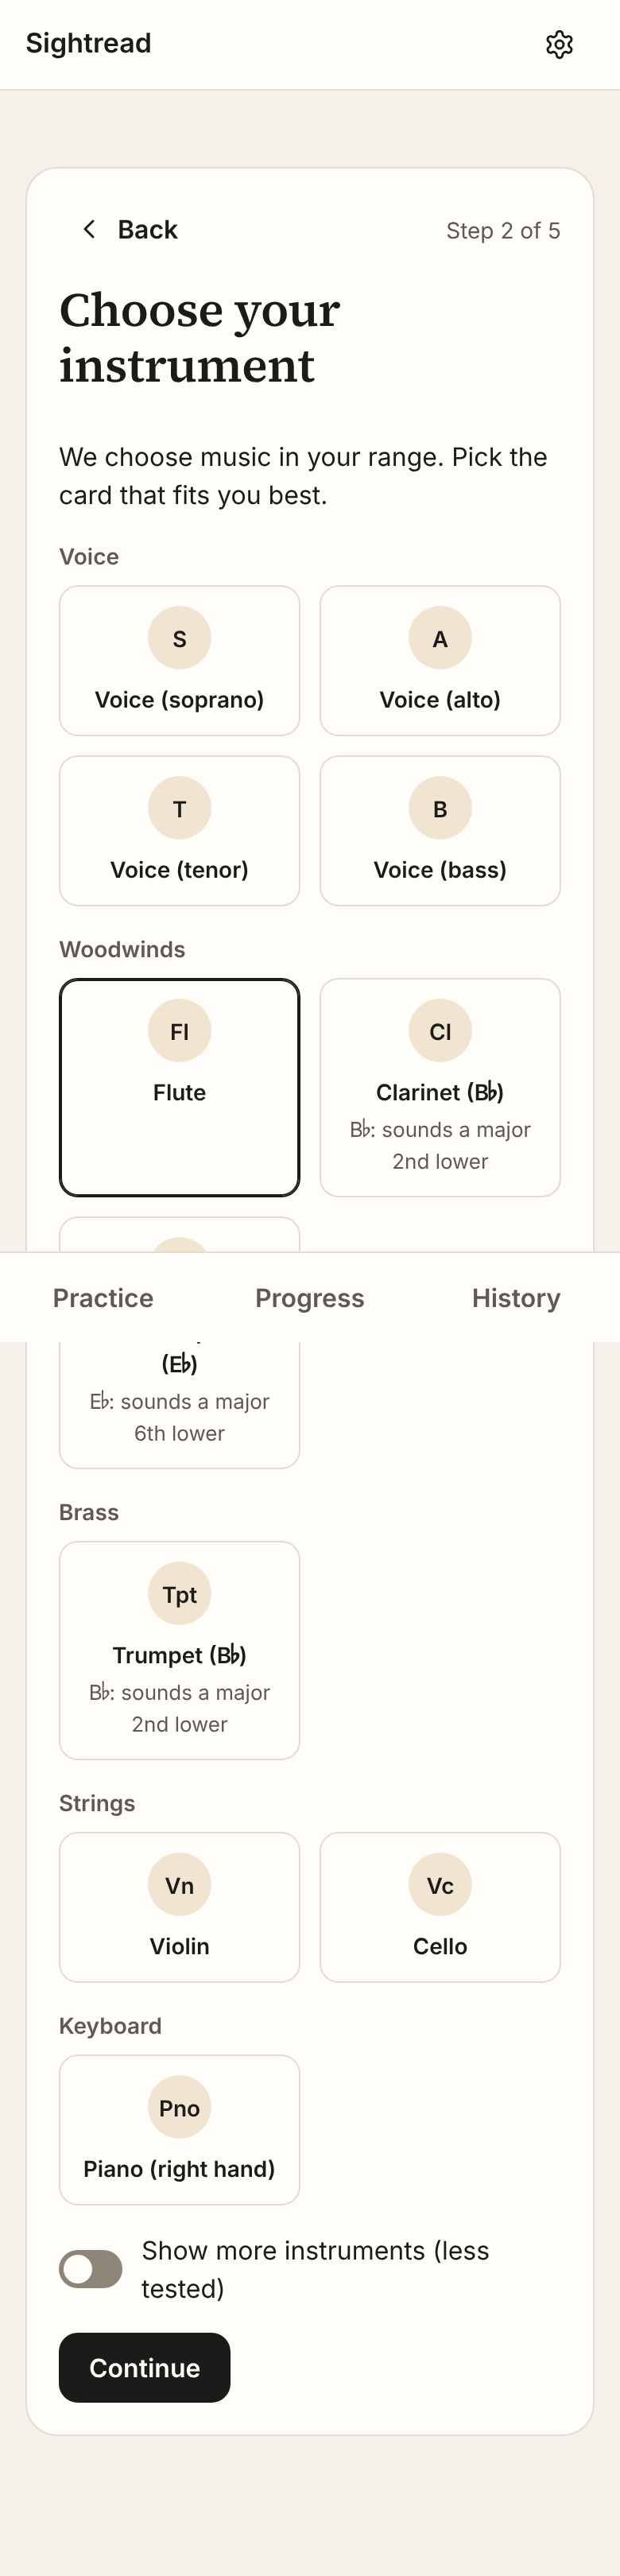 Sightread
Back
Step 2 of 5
Choose your
instrument
We choose music in your range. Pick the
card that fits you best.
Voice
S
Voice (soprano)
A
Voice (alto)
T
Voice (tenor)
B
Voice (bass)
Woodwinds
Fl
Flute
Cl
Clarinet (B♭)
B♭: sounds a major
2nd lower
Practice
Progress
History
(E♭)
E♭: sounds a major
6th lower
Brass
Tpt
Trumpet (B♭)
B♭: sounds a major
2nd lower
Strings
Vn
Violin
Vc
Cello
Keyboard
Pno
Piano (right hand)
Show more instruments (less
tested)
Continue